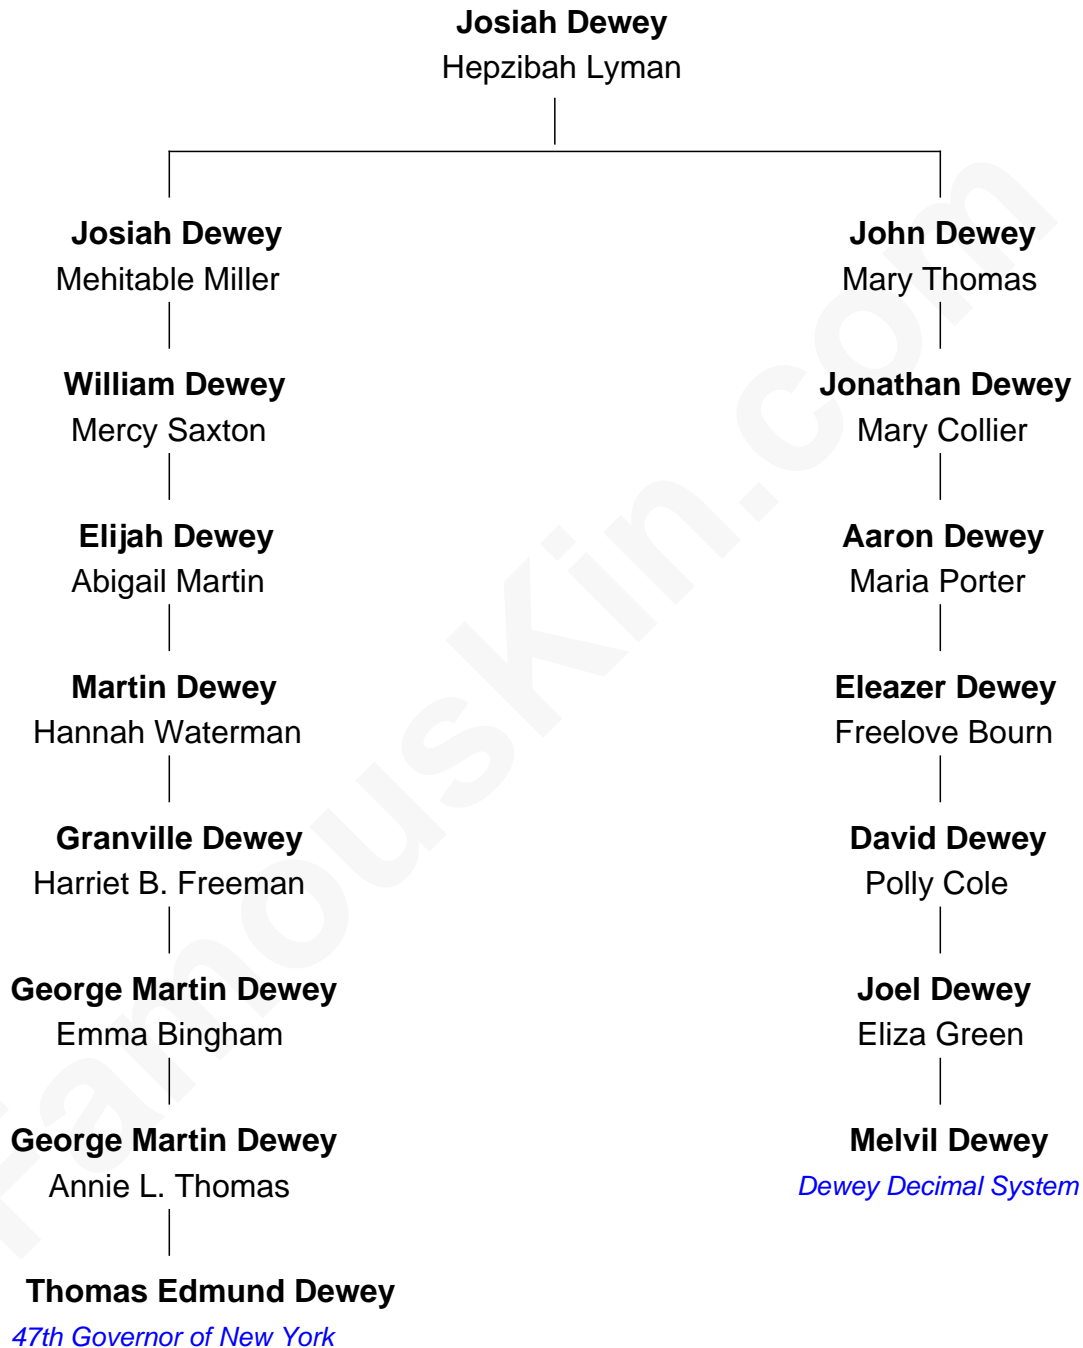 Josiah Dewey
Hepzibah Lyman
Josiah Dewey
Mehitable Miller
William Dewey
Mercy Saxton
Elijah Dewey
Abigail Martin
Martin Dewey
Hannah Waterman
Granville Dewey
Harriet B. Freeman
George Martin Dewey
Emma Bingham
George Martin Dewey
Annie L. Thomas
Thomas Edmund Dewey
47th Governor of New York
John Dewey
Mary Thomas
Jonathan Dewey
Mary Collier
Aaron Dewey
Maria Porter
Eleazer Dewey
Freelove Bourn
David Dewey
Polly Cole
Joel Dewey
Eliza Green
Melvil Dewey
Dewey Decimal System
FamousKin.com